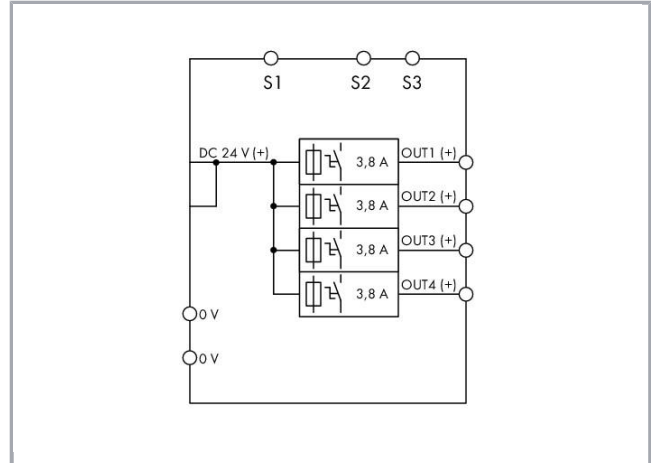 S1 S2 S3
DC 24 V (+)
3,8 A OUT1 (+)
3,8 A OUT2 (+)
3,8 A OUT3 (+)
3,8 A OUT4 (+)
0 V
0 V